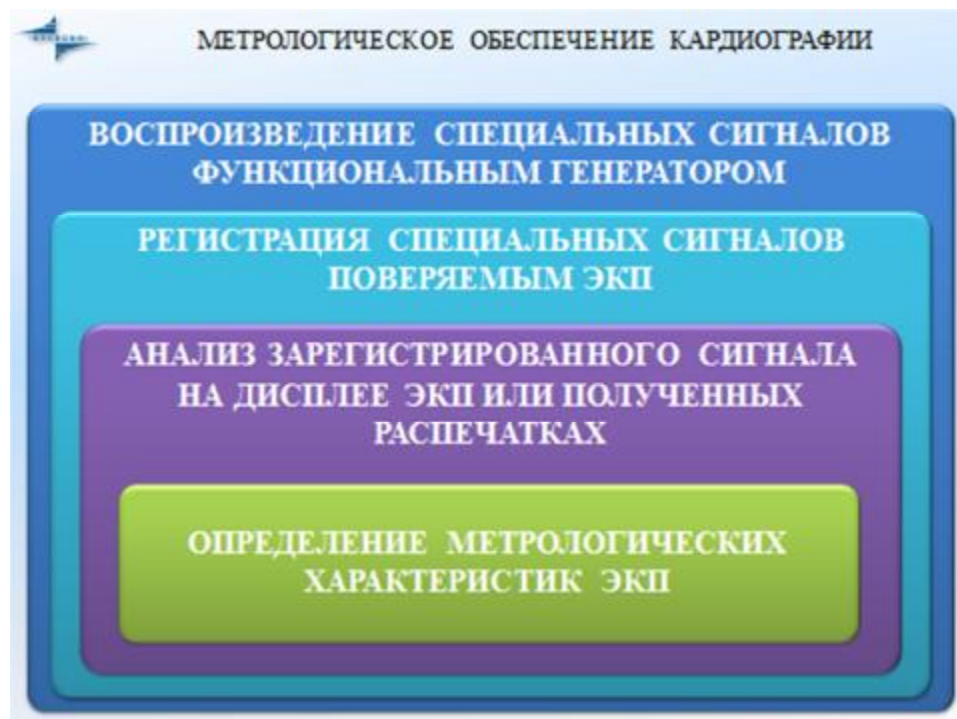 МЕТРОЛОГИЧЕСКОЕ ОБЕСПЕЧЕНИЕ КАРДИОГРАФИИ
ВОСПРОИЗВЕДЕНИЕ СПЕЦИАЛЬНЫХ СИГНАЛОВ
ФУНКЦИОНАЛЬНЫМ ГЕНЕРАТОРОМ
РЕГИСТРАЦИЯ СПЕЦИАЛЬНЫХ СИГНАЛОВ
ПОВЕРЯЕМЫМ ЭКП
АНАЛИЗ ЗАРЕГИСТРИРОВАННОГО СИГНАЛА
НА ДИСПЛЕЕ ЭКП ИЛИ ПОЛУЧЕННЫХ
РАСПЕЧАТКАХ
ОПРЕДЕЛЕНИЕ МЕТРОЛОГИЧЕСКИХ
ХАРАКТЕРИСТИК ЭКП